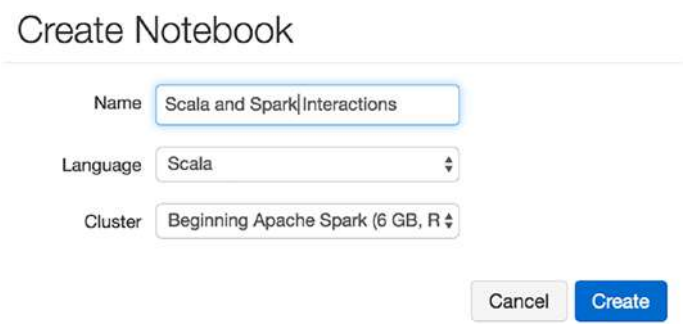 Create Notebook
Name Scala and Spark Interactions
Language Scala
Cluster Beginning Apache Spark (6 GB, R
Cancel Create